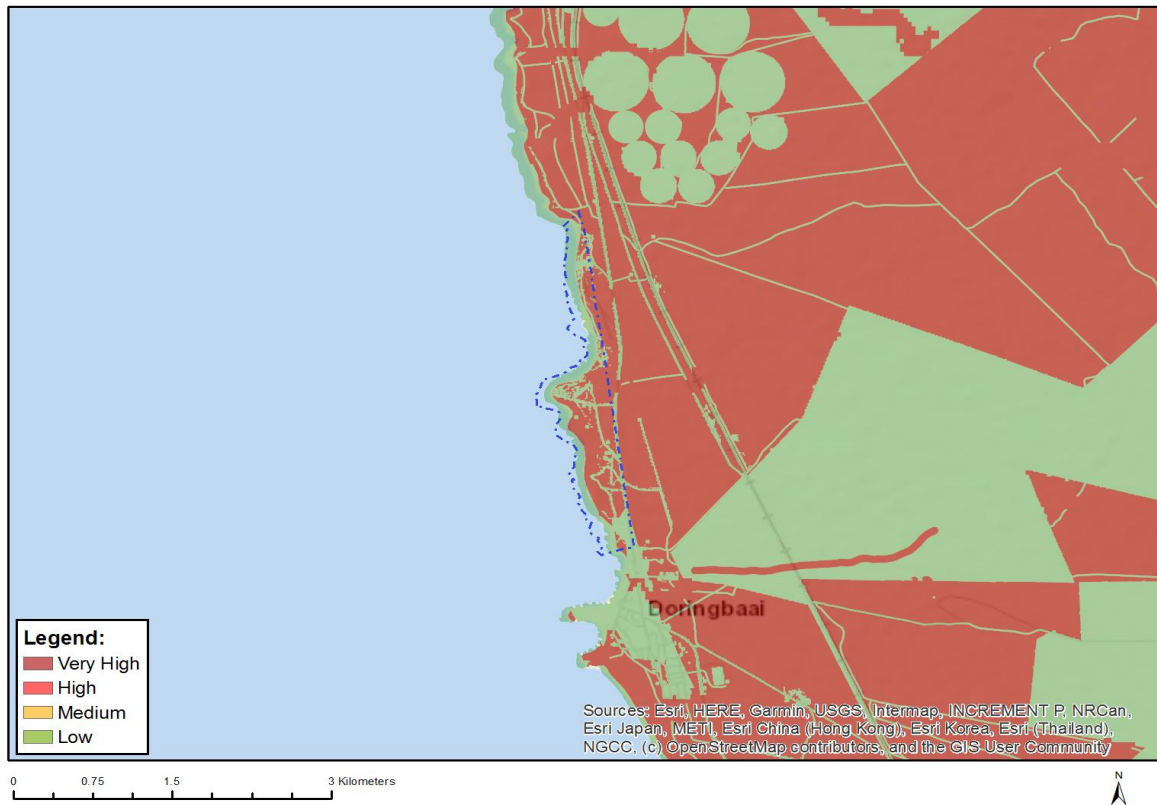 Doringbaai
Legend:
Very High
High
Medium
Low
Sources: Esri, HERE, Garmin, USGS, Intermap, INCREMENT P, NRCan,
Esri Japan, METI, Esri China (Hong Kong), Esri Korea, Esri (Thailand),
NGCC, (c) OpenStreetMap contributors, and the GIS User Community
0 0.75 1.5 3 Kilometers
N